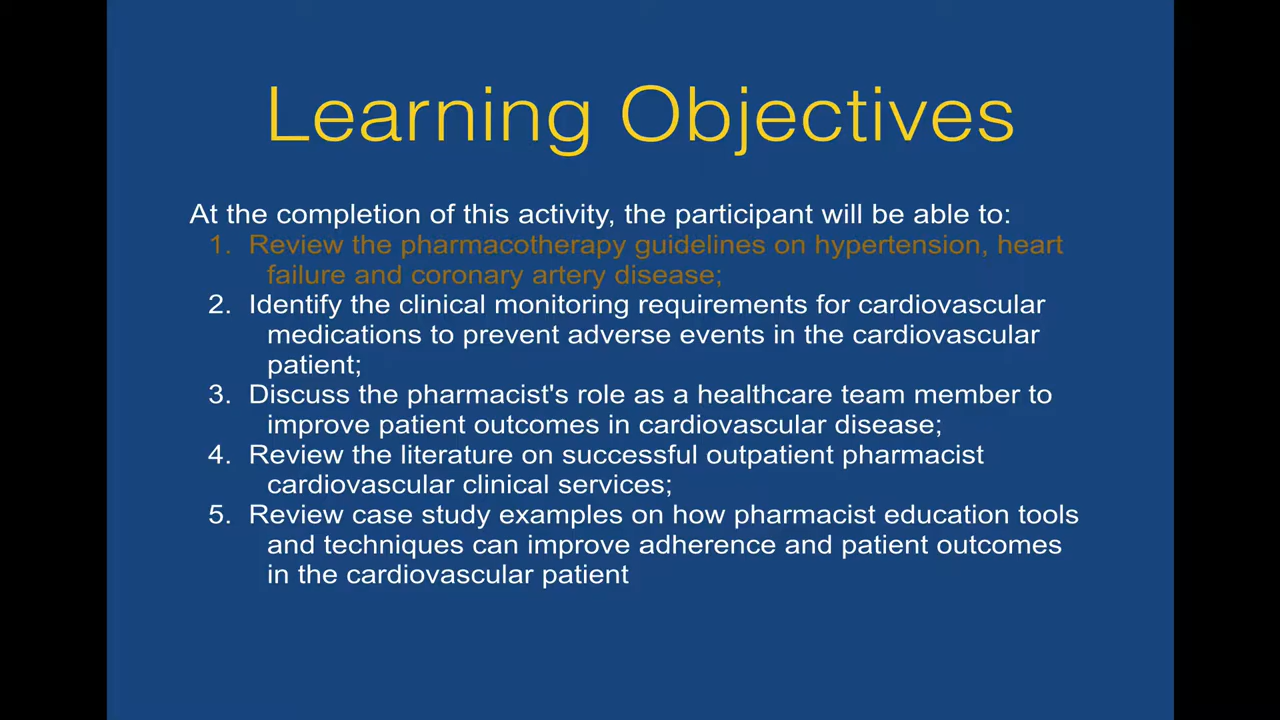 Learning Objectives
At the completion of this activity, the participant will be able to:
1. Review the pharmacotherapy guidelines on hypertension, heart
failure and coronary artery disease;
2. Identify the clinical monitoring requirements for cardiovascular
medications to prevent adverse events in the cardiovascular
patient;
3. Discuss the pharmacist's role as a healthcare team member to
improve patient outcomes in cardiovascular disease;
4. Review the literature on successful outpatient pharmacist
cardiovascular clinical services;
5. Review case study examples on how pharmacist education tools
and techniques can improve adherence and patient outcomes
in the cardiovascular patient